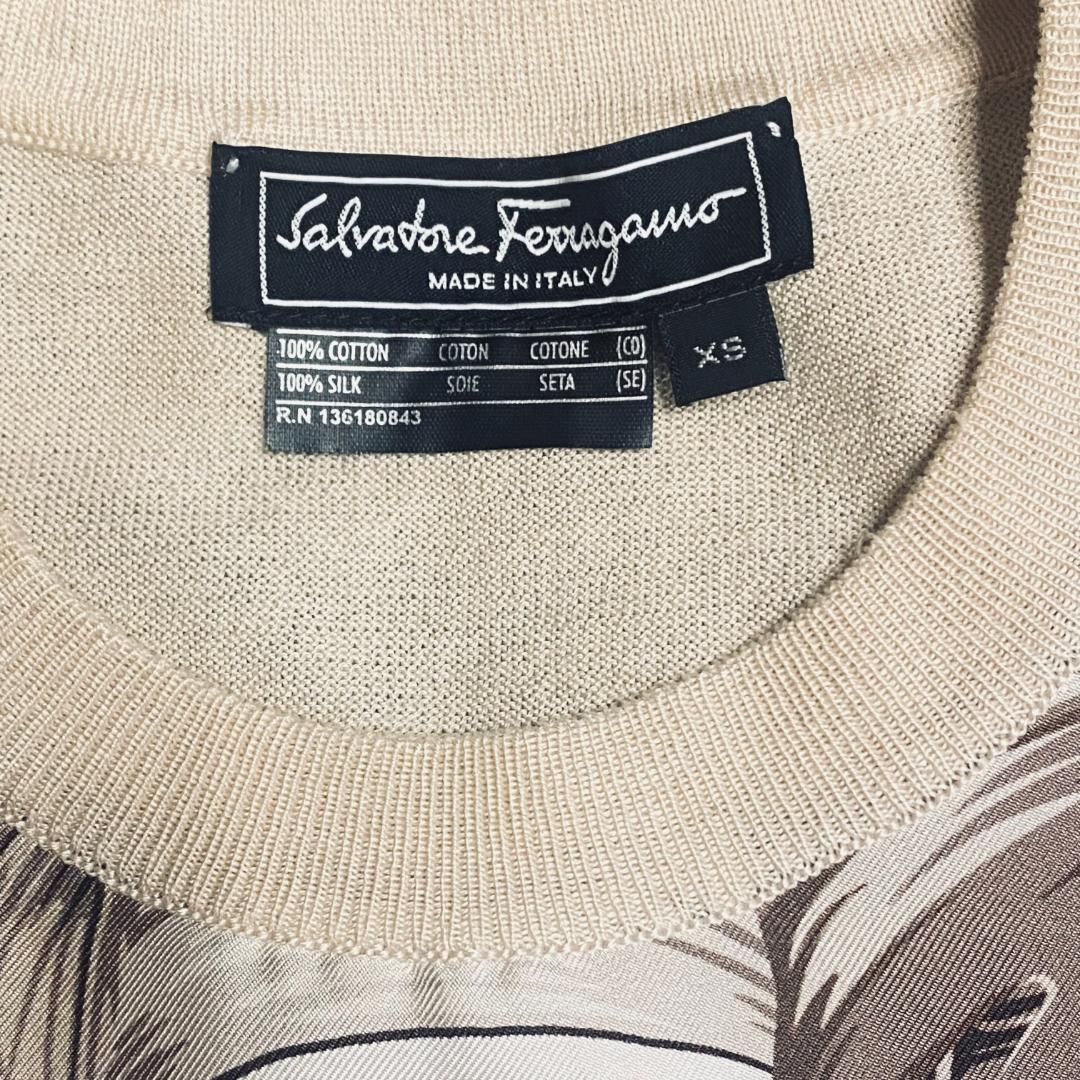 Salvatore Ferragamo
MADE IN ITALY
100% COTTON COTON COTONE (CO)
100% SILK SOIE SETA (SE)
R.N 136180843
XS